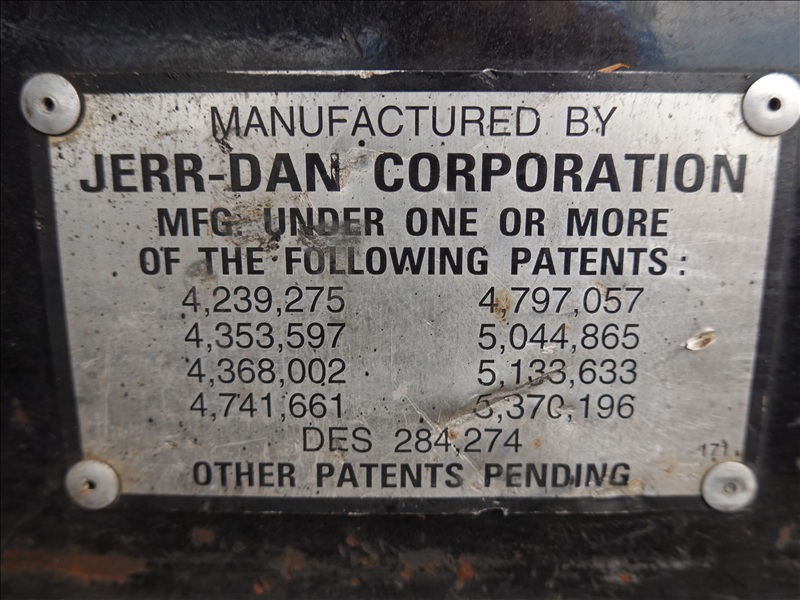 MANUFACTURED BY
JERR-DAN CORPORATION
MFG. UNDER ONE OR MORE
OF THE FOLLOWING PATENTS:
4,239,275 4,797,057
4,353,597 5,044,865
4,368,002 5,133,633
4,741,661 5,370,196
DES 284,274
171
OTHER PATENTS PENDING